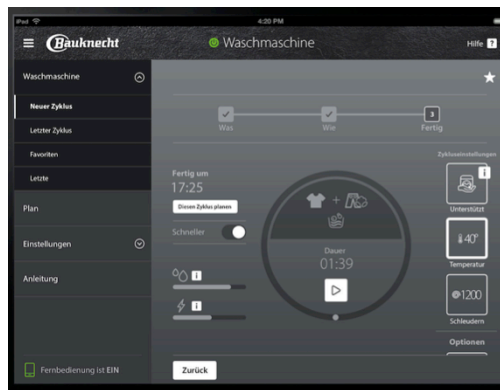 iPad
4:20 PM
Bauknecht
Waschmaschine
Hilfe ?
Waschmaschine
Neuer Zyklus
Letzter Zyklus
Favoriten
Letzte
Plan
Einstellungen
Anleitung
Fernbedienung ist EIN
3
Was
Wie
Fertig
Fertig um
17:25
Diesen Zyklus planen
Schneller
i
i
+
Dauer
01:39
Zykluseinstellungen
i
Unterstützt
40°
Temperatur
1200
Schleudern
Optionen
Zurück